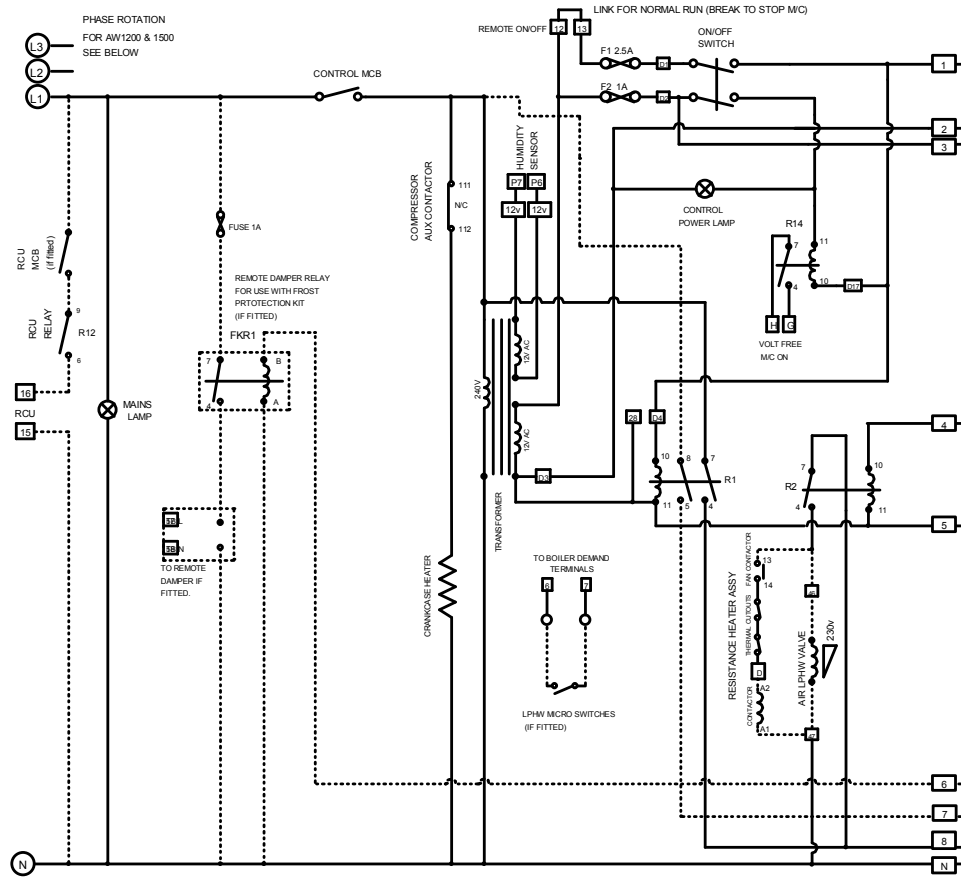 PHASE ROTATION
FOR AW1200 & 1500
SEE BELOW
L3
L2
L1
CONTROL MCB
REMOTE ON/OFF
12
13
LINK FOR NORMAL RUN (BREAK TO STOP M/C)
F1 2.5A
D1
ON/OFF
SWITCH
F2 1A
D2
1
2
3
HUMIDITY
SENSOR
P7
P6
12v
12v
COMPRESSOR
AUX CONTACTOR
111
N/C
112
CONTROL
POWER LAMP
R14
7
11
4
10
D17
H
G
VOLT FREE
M/C ON
RCU
MCB
(if fitted)
FUSE 1A
RCU
RELAY
9
R12
6
16
RCU
15
MAINS
LAMP
REMOTE DAMPER RELAY
FOR USE WITH FROST
PRTOTECTION KIT
(IF FITTED)
FKR1
7
B
4
A
240V
12V AC
12V AC
D3
TRANSFORMER
28
D4
10
8
7
R1
11
5
4
7
10
R2
4
11
4
5
L
N
TO REMOTE
DAMPER IF
FITTED.
CRANKCASE HEATER
TO BOILER DEMAND
TERMINALS
6
7
LPHW MICRO SWITCHES
(IF FITTED)
RESISTANCE HEATER ASSY
FAN CONTACTOR
13
14
THERMAL CUTOUTS
D
CONTACTOR
A2
A1
46
AIR LPHW VALVE
230v
47
6
7
8
N
N